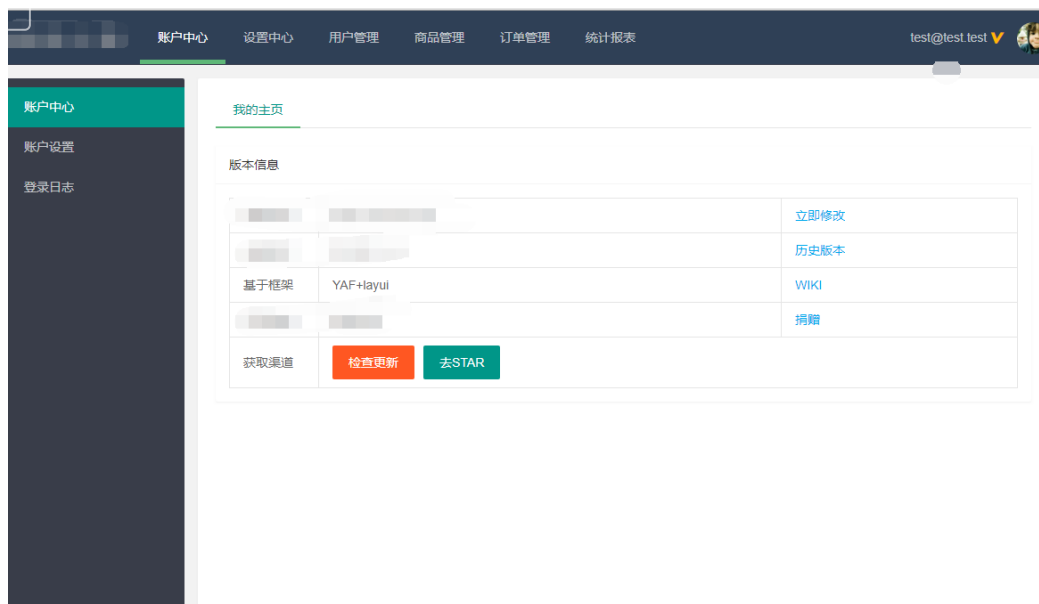 账户中心 设置中心 用户管理 商品管理 订单管理 统计报表 test@test.test
账户中心
账户设置
登录日志
我的主页
版本信息
立即修改
历史版本
基于框架 YAF+layui WIKI
捐赠
获取渠道 检查更新 去STAR